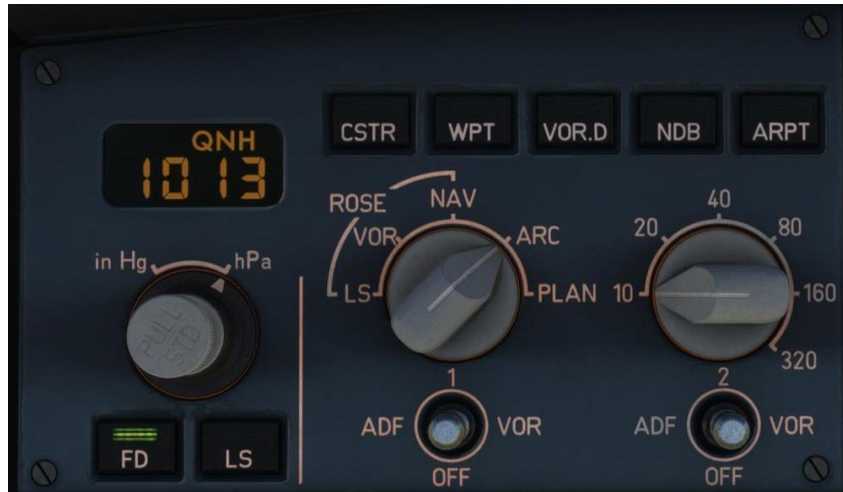 QNH
1013
in Hg
hPa
PULL
STD
FD
LS
CSTR
WPT
VOR.D
NDB
ARPT
ROSE
LS
VOR
NAV
ARC
PLAN
10
20
40
80
160
320
1
ADF
VOR
OFF
2
ADF
VOR
OFF